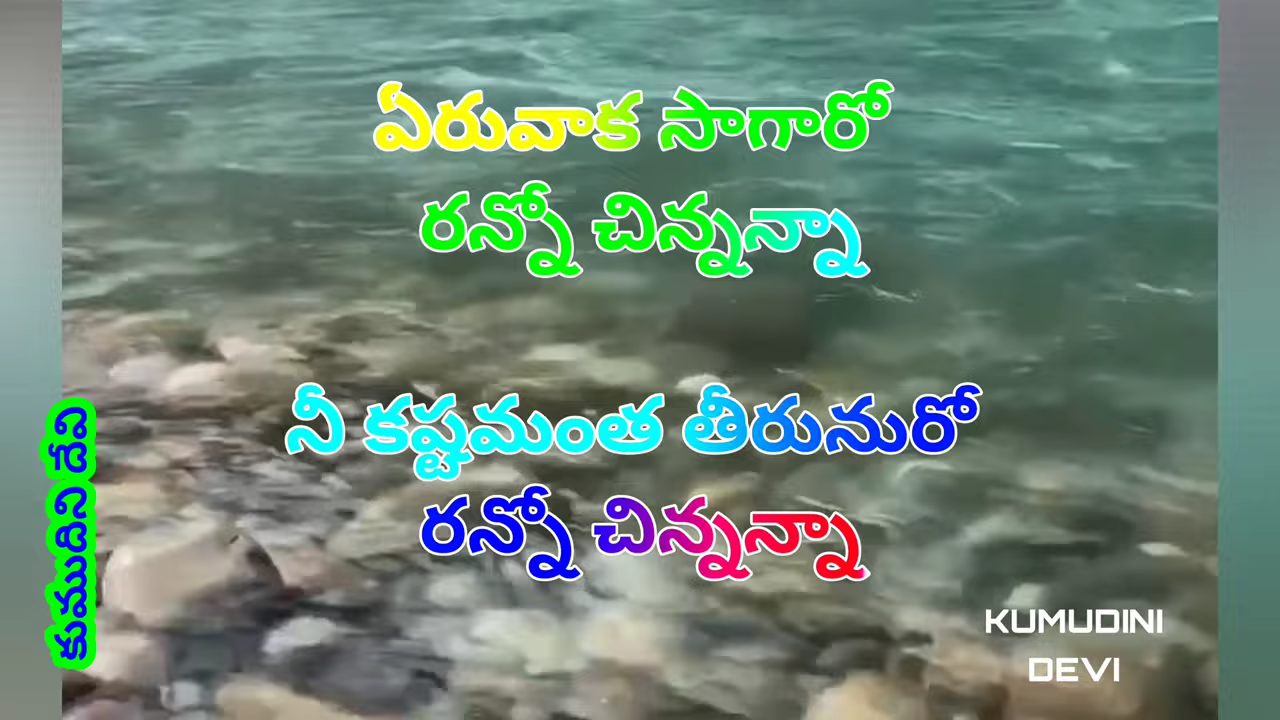 ఏరువాక సాగారో
రన్నో చిన్నన్నా
నీ కష్టమంత తీరునురో
రన్నో చిన్నన్నా
కుముదిని దేవి
KUMUDINI
DEVI